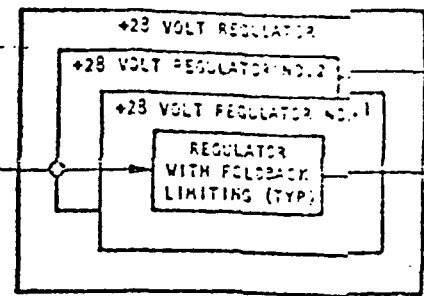 +28 VOLT REGULATOR
+28 VOLT REGULATOR NO.2
+28 VOLT REGULATOR NO.1
REGULATOR
WITH FOLDBACK
LIMITING (TYP)